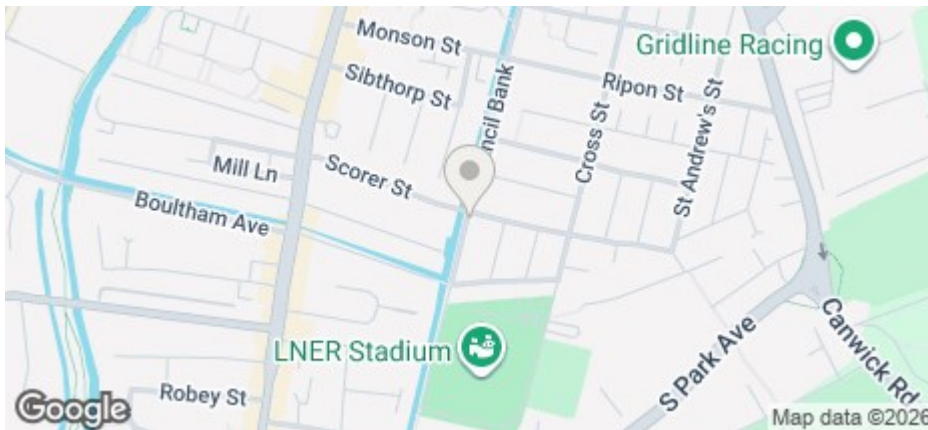 Monson St
Gridline Racing
Sibthorp St
Ripon St
ncil Bank
Cross St
St Andrew's St
Mill Ln
Scorer St
Boultham Ave
LNER Stadium
S Park Ave
Canwick Rd
Robey St
Google
Map data ©2026